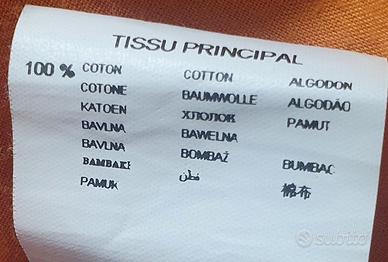 TISSU PRINCIPAL
100 % COTON COTTON ALGODON
COTONE BAUMWOLLE ALGODÃO
KATOEN ХЛОПОК PAMUT
BAVLNA BAWELNA
BAVLNA BOMBAŽ BUMBAC
BAMBAKI
PAMUK قطن 棉布
subito